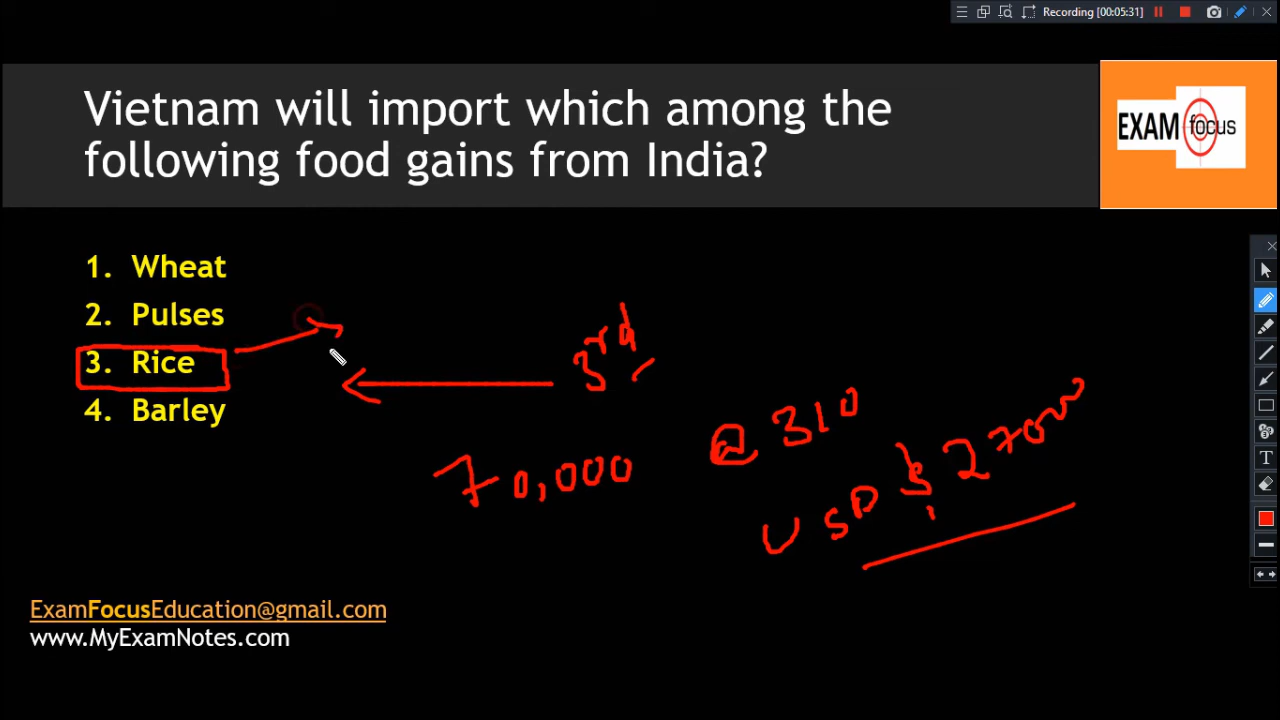 Recording [00:05:31]
Vietnam will import which among the
following food gains from India?
EXAM focus
1. Wheat
2. Pulses
3. Rice
4. Barley
3rd
70,000
@ 310
USD $
ExamFocusEducation@gmail.com
www.MyExamNotes.com
T